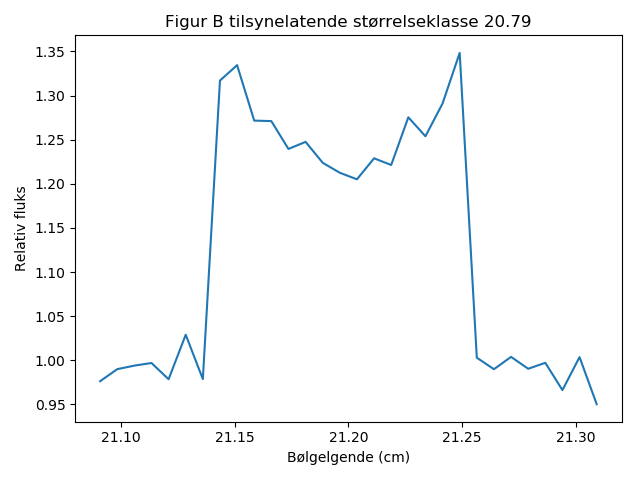 Figur B tilsynelatende størrelseklasse 20.79
1.35
1.30
1.25
1.20
1.15
1.10
1.05
1.00
0.95
Relativ fluks
21.10 21.15 21.20 21.25 21.30
Bølgelgende (cm)